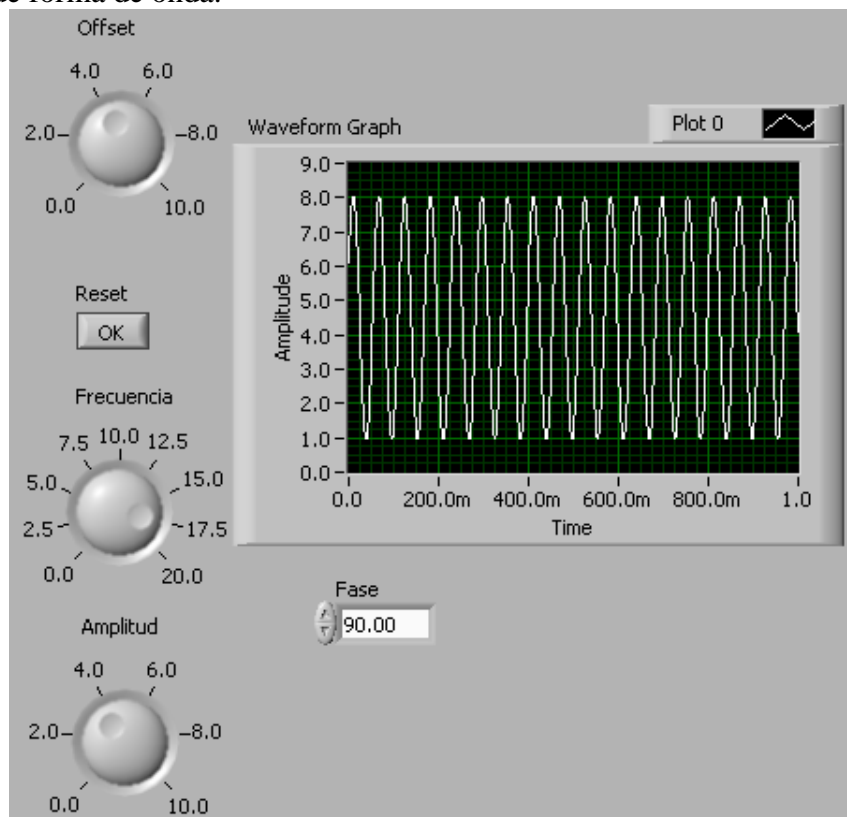 de forma de onda.
Offset
4.0 6.0
2.0 8.0
0.0 10.0
Waveform Graph
Plot 0
9.0
8.0
7.0
6.0
5.0
4.0
3.0
2.0
1.0
0.0
Amplitude
0.0 200.0m 400.0m 600.0m 800.0m 1.0
Time
Reset
OK
Frecuencia
7.5 10.0 12.5
5.0 15.0
2.5 17.5
0.0 20.0
Fase
90.00
Amplitud
4.0 6.0
2.0 8.0
0.0 10.0